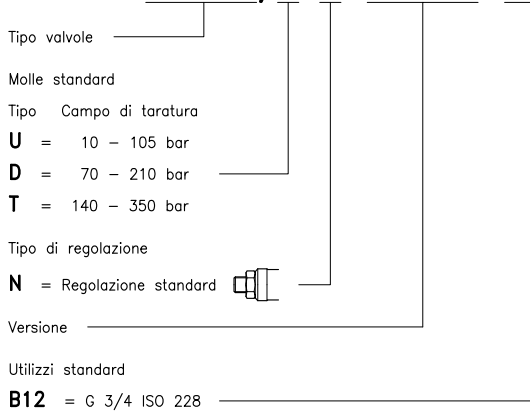 Tipo valvole
Molle standard
Tipo Campo di taratura
U = 10 – 105 bar
D = 70 – 210 bar
T = 140 – 350 bar
Tipo di regolazione
N = Regolazione standard
Versione
Utilizzi standard
B12 = G 3/4 ISO 228